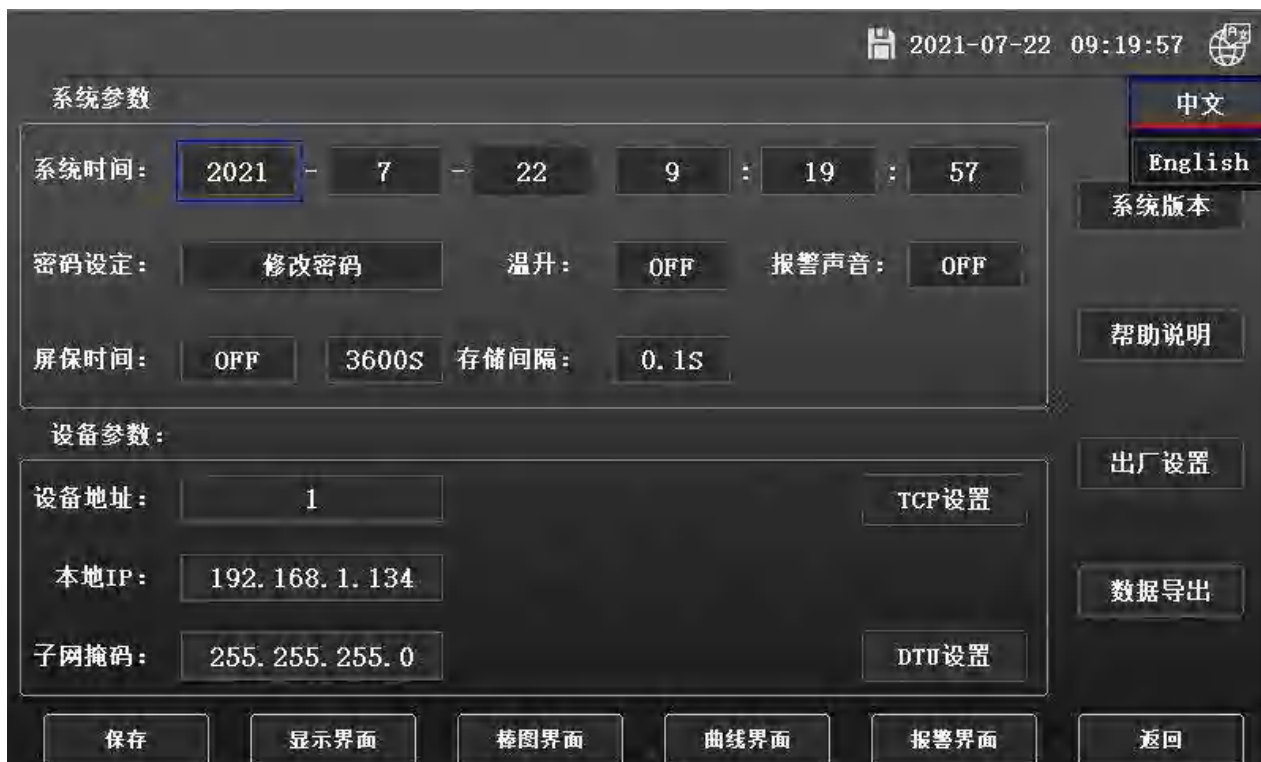 2021-07-22 09:19:57
系统参数
中文
English
系统时间： 2021 - 7 - 22 9 : 19 : 57
系统版本
密码设定： 修改密码 温升： OFF 报警声音： OFF
屏保时间： OFF 3600S 存储间隔： 0.1S
帮助说明
设备参数：
出厂设置
设备地址： 1 TCP设置
本地IP： 192.168.1.134
数据导出
子网掩码： 255.255.255.0 DTU设置
保存 显示界面 棒图界面 曲线界面 报警界面 返回